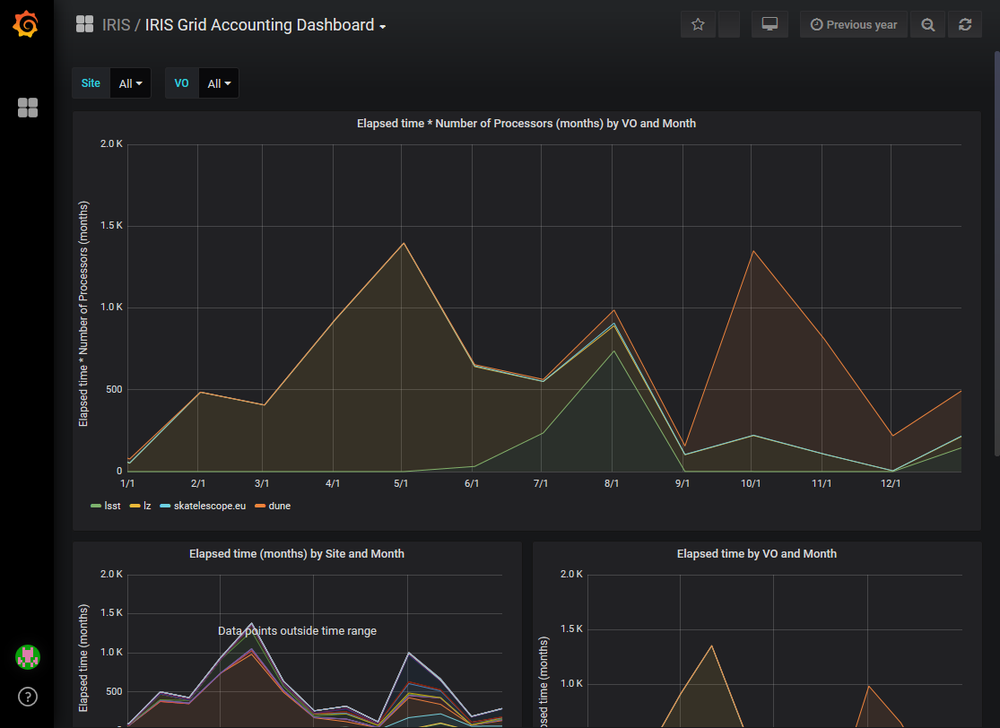 IRIS / IRIS Grid Accounting Dashboard
Previous year
Site All VO All
Elapsed time * Number of Processors (months) by VO and Month
Elapsed time * Number of Processors (months)
2.0 K
1.5 K
1.0 K
500
0
1/1 2/1 3/1 4/1 5/1 6/1 7/1 8/1 9/1 10/1 11/1 12/1
lsst lz skatelescope.eu dune
Elapsed time (months) by Site and Month
Elapsed time (months)
2.0 K
1.5 K
Data points outside time range
1.0 K
500
Elapsed time by VO and Month
time (months)
2.0 K
1.5 K
1.0 K